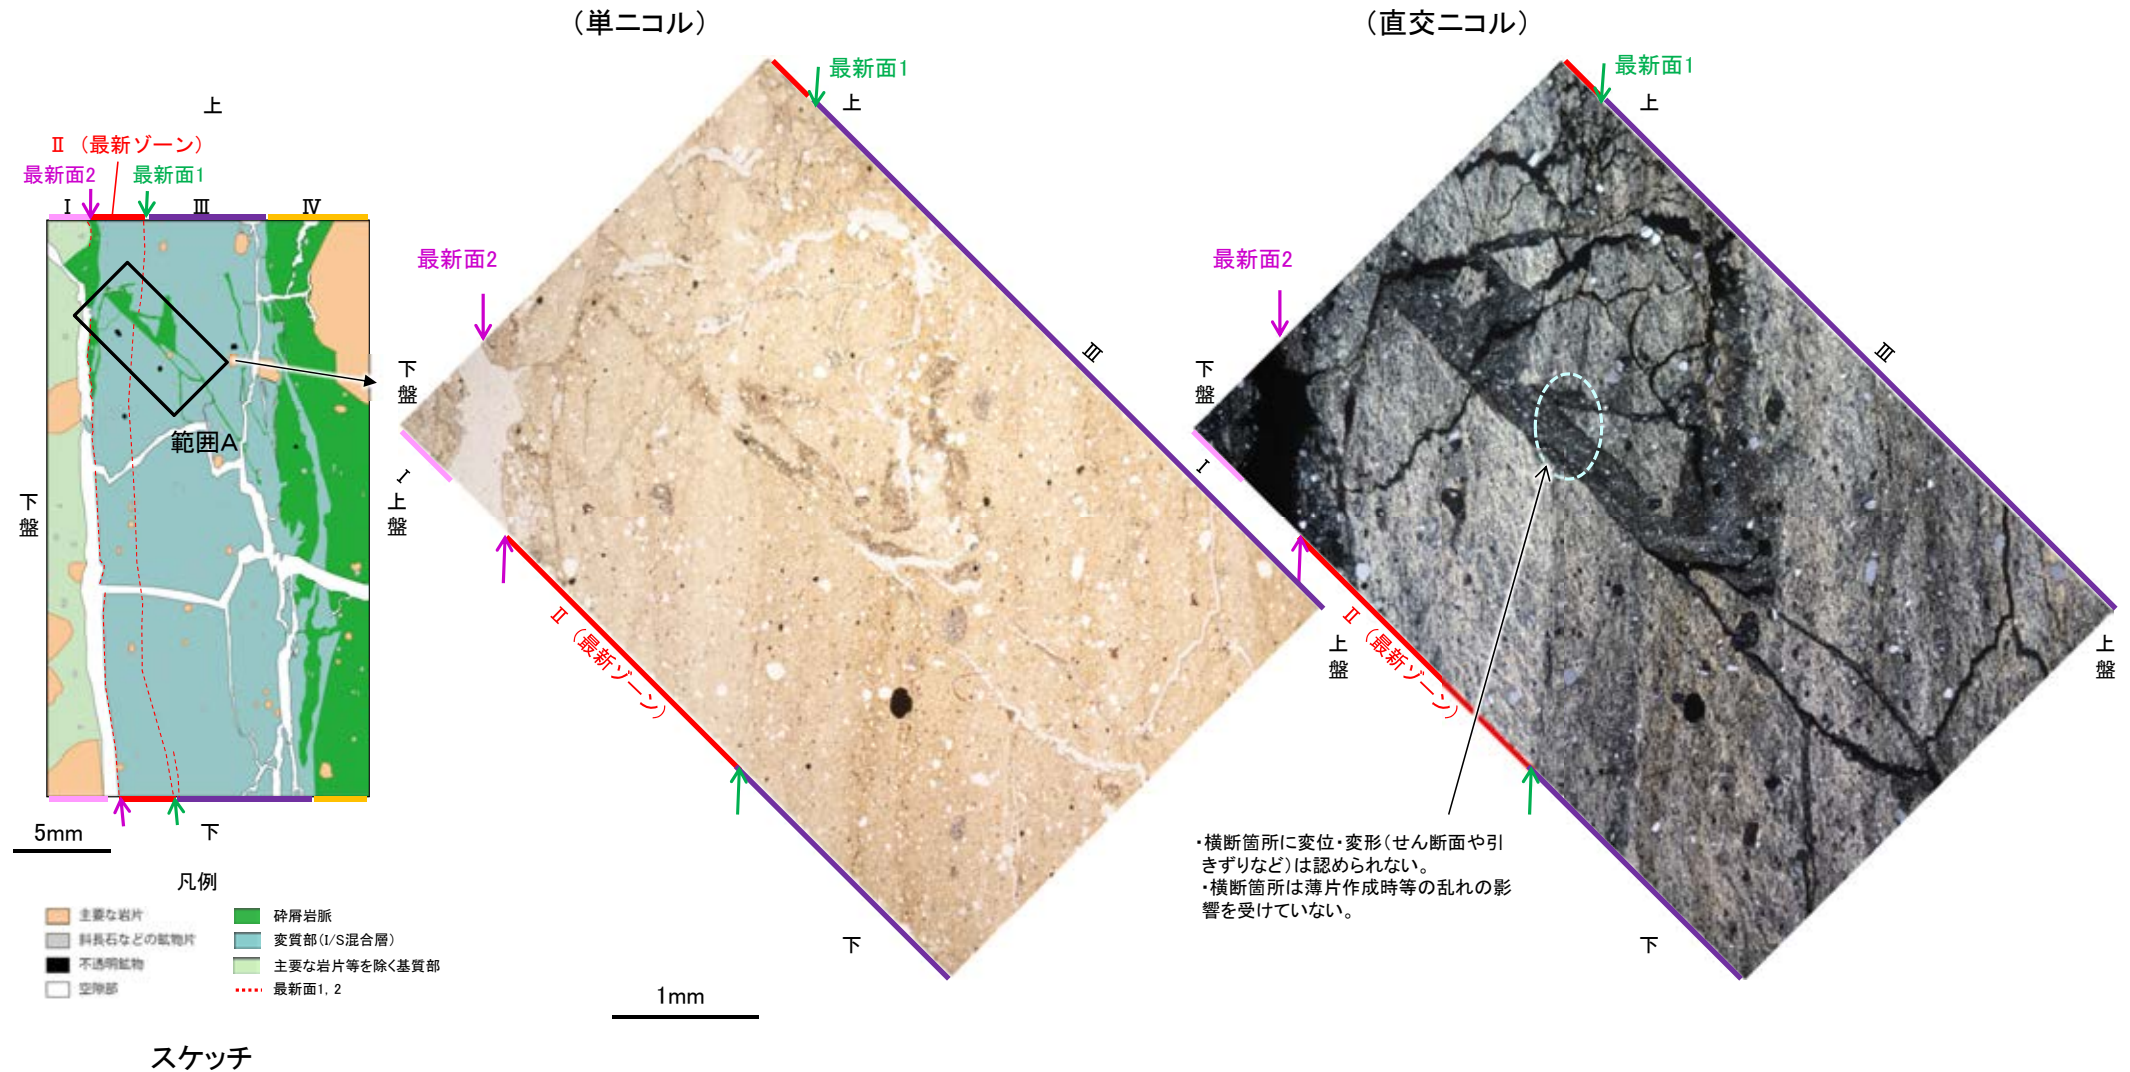 （単ニコル）
（直交ニコル）
上
Ⅱ （最新ゾーン）
最新面2
最新面1
Ⅰ
Ⅲ
Ⅳ
範囲A
下盤
上盤
下
5mm
凡例
主要な岩片
斜長石などの鉱物片
不透明鉱物
空隙部
砕屑岩脈
変質部(I/S混合層)
主要な岩片等を除く基質部
最新面1, 2
スケッチ
最新面1
上
最新面2
下盤
Ⅰ
Ⅲ
Ⅱ （最新ゾーン）
上盤
下
1mm
最新面1
上
最新面2
下盤
Ⅰ
Ⅲ
Ⅱ （最新ゾーン）
上盤
・横断箇所に変位・変形（せん断面や引
きずりなど）は認められない。
・横断箇所は薄片作成時等の乱れの影
響を受けていない。
下